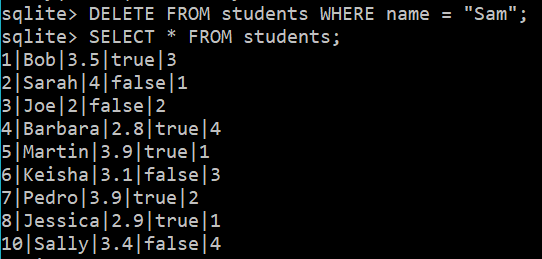 sqlite> DELETE FROM students WHERE name = "Sam";
sqlite> SELECT * FROM students;
1|Bob|3.5|true|3
2|Sarah|4|false|1
3|Joe|2|false|2
4|Barbara|2.8|true|4
5|Martin|3.9|true|1
6|Keisha|3.1|false|3
7|Pedro|3.9|true|2
8|Jessica|2.9|true|1
10|Sally|3.4|false|4